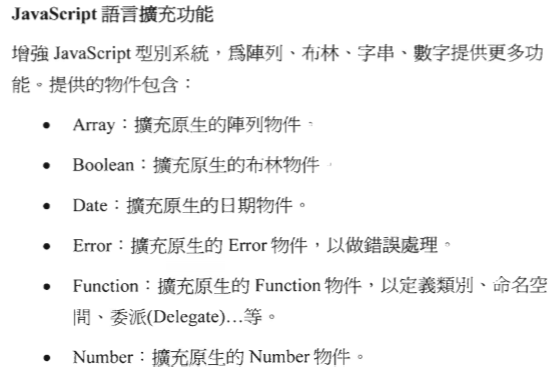 JavaScript 語言擴充功能
增強 JavaScript 型別系統，爲陣列、布林、字串、數字提供更多功
能。提供的物件包含：
• Array：擴充原生的陣列物件。
• Boolean：擴充原生的布林物件。
• Date：擴充原生的日期物件。
• Error：擴充原生的 Error 物件，以做錯誤處理。
• Function：擴充原生的 Function 物件，以定義類別、命名空
間、委派(Delegate)…等。
• Number：擴充原生的 Number 物件。